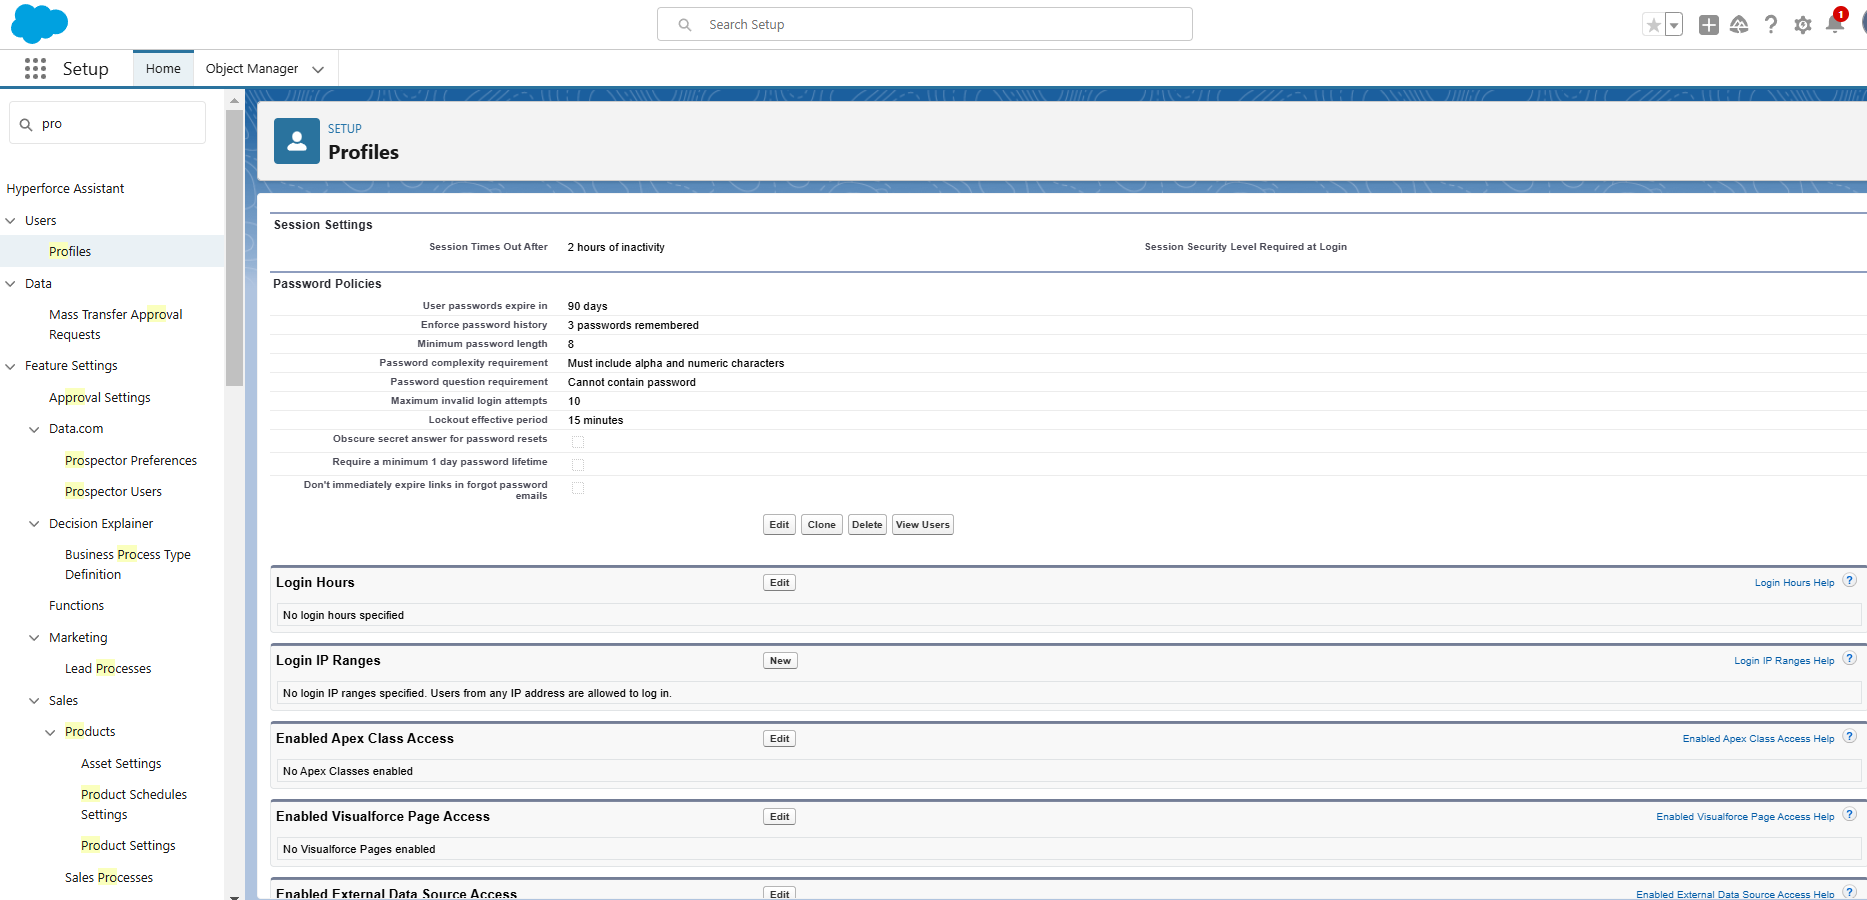 Search Setup
1
Setup
Home
Object Manager
pro
Hyperforce Assistant
Users
Profiles
Data
Mass Transfer Approval
Requests
Feature Settings
Approval Settings
Data.com
Prospector Preferences
Prospector Users
Decision Explainer
Business Process Type
Definition
Functions
Marketing
Lead Processes
Sales
Products
Asset Settings
Product Schedules
Settings
Product Settings
Sales Processes
SETUP
Profiles
Session Settings
Session Times Out After 2 hours of inactivity Session Security Level Required at Login
Password Policies
User passwords expire in 90 days
Enforce password history 3 passwords remembered
Minimum password length 8
Password complexity requirement Must include alpha and numeric characters
Password question requirement Cannot contain password
Maximum invalid login attempts 10
Lockout effective period 15 minutes
Obscure secret answer for password resets
Require a minimum 1 day password lifetime
Don't immediately expire links in forgot password
emails
Edit Clone Delete View Users
Login Hours Edit Login Hours Help ?
No login hours specified
Login IP Ranges New Login IP Ranges Help ?
No login IP ranges specified. Users from any IP address are allowed to log in.
Enabled Apex Class Access Edit Enabled Apex Class Access Help ?
No Apex Classes enabled
Enabled Visualforce Page Access Edit Enabled Visualforce Page Access Help ?
No Visualforce Pages enabled
Enabled External Data Source Access Edit Enabled External Data Source Access Help ?